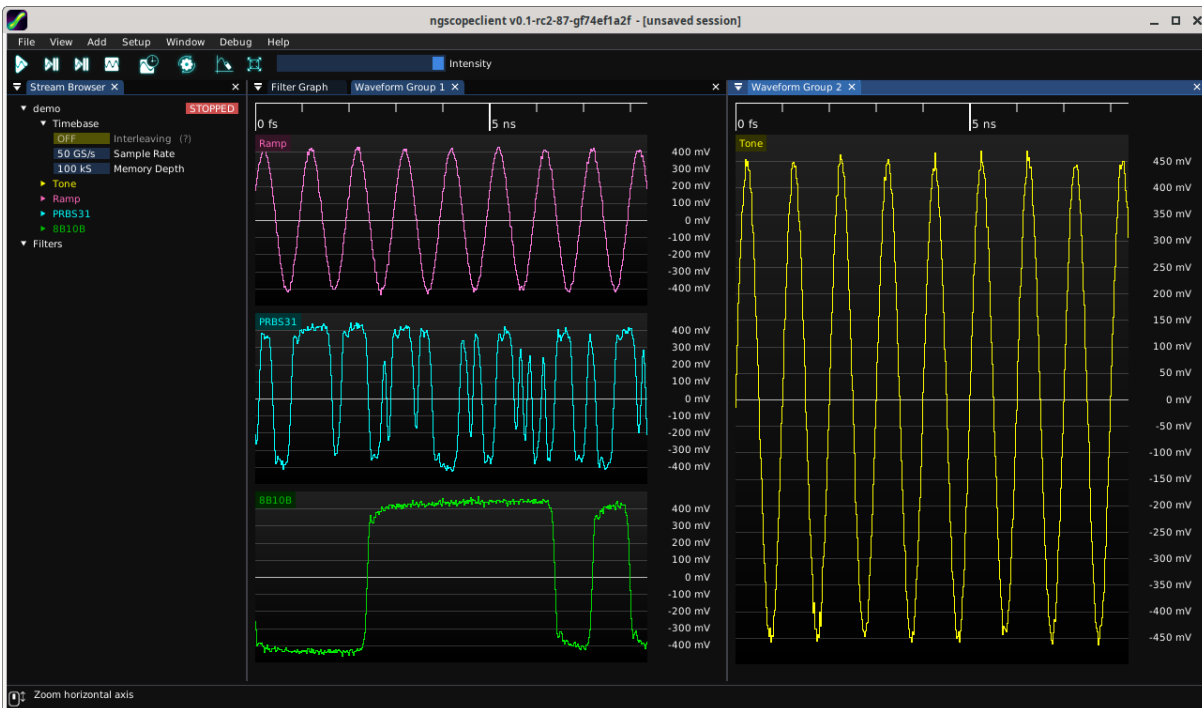 ngscopeclient v0.1-rc2-87-gf74ef1a2f - [unsaved session]
File View Add Setup Window Debug Help
Intensity
Stream Browser
demo STOPPED
Timebase
OFF Interleaving (?)
50 GS/s Sample Rate
100 kS Memory Depth
Tone
Ramp
PRBS31
8B10B
Filters
Filter Graph Waveform Group 1
0 fs 5 ns
Ramp
400 mV
300 mV
200 mV
100 mV
0 mV
-100 mV
-200 mV
-300 mV
-400 mV
PRBS31
400 mV
300 mV
200 mV
100 mV
0 mV
-100 mV
-200 mV
-300 mV
-400 mV
8B10B
400 mV
300 mV
200 mV
100 mV
0 mV
-100 mV
-200 mV
-300 mV
-400 mV
Waveform Group 2
0 fs 5 ns
Tone
450 mV
400 mV
350 mV
300 mV
250 mV
200 mV
150 mV
100 mV
50 mV
0 mV
-50 mV
-100 mV
-150 mV
-200 mV
-250 mV
-300 mV
-350 mV
-400 mV
-450 mV
Zoom horizontal axis